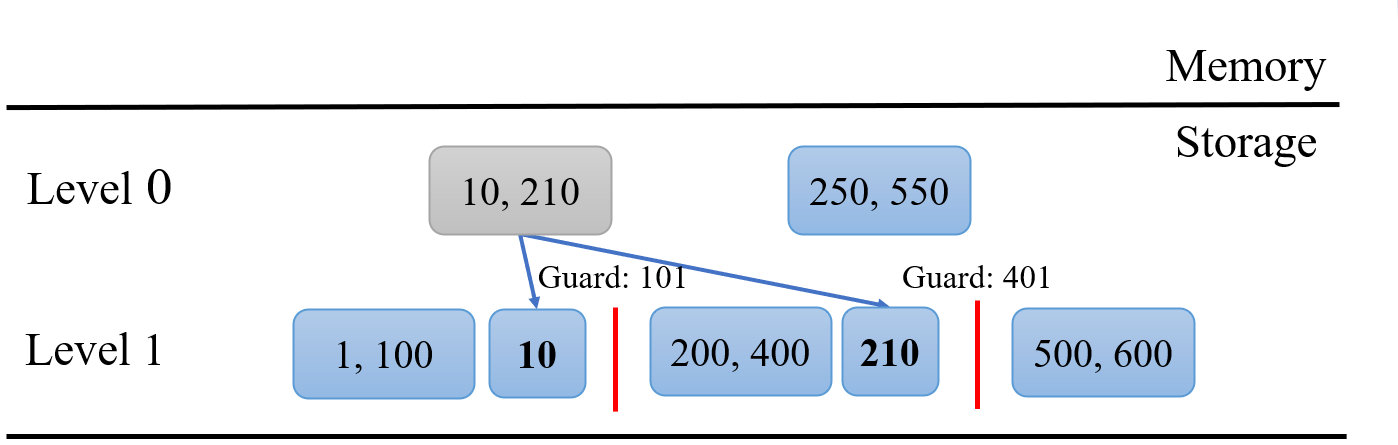 Memory
Storage
Level 0
10, 210
250, 550
Guard: 101
Guard: 401
Level 1
1, 100
10
200, 400
210
500, 600